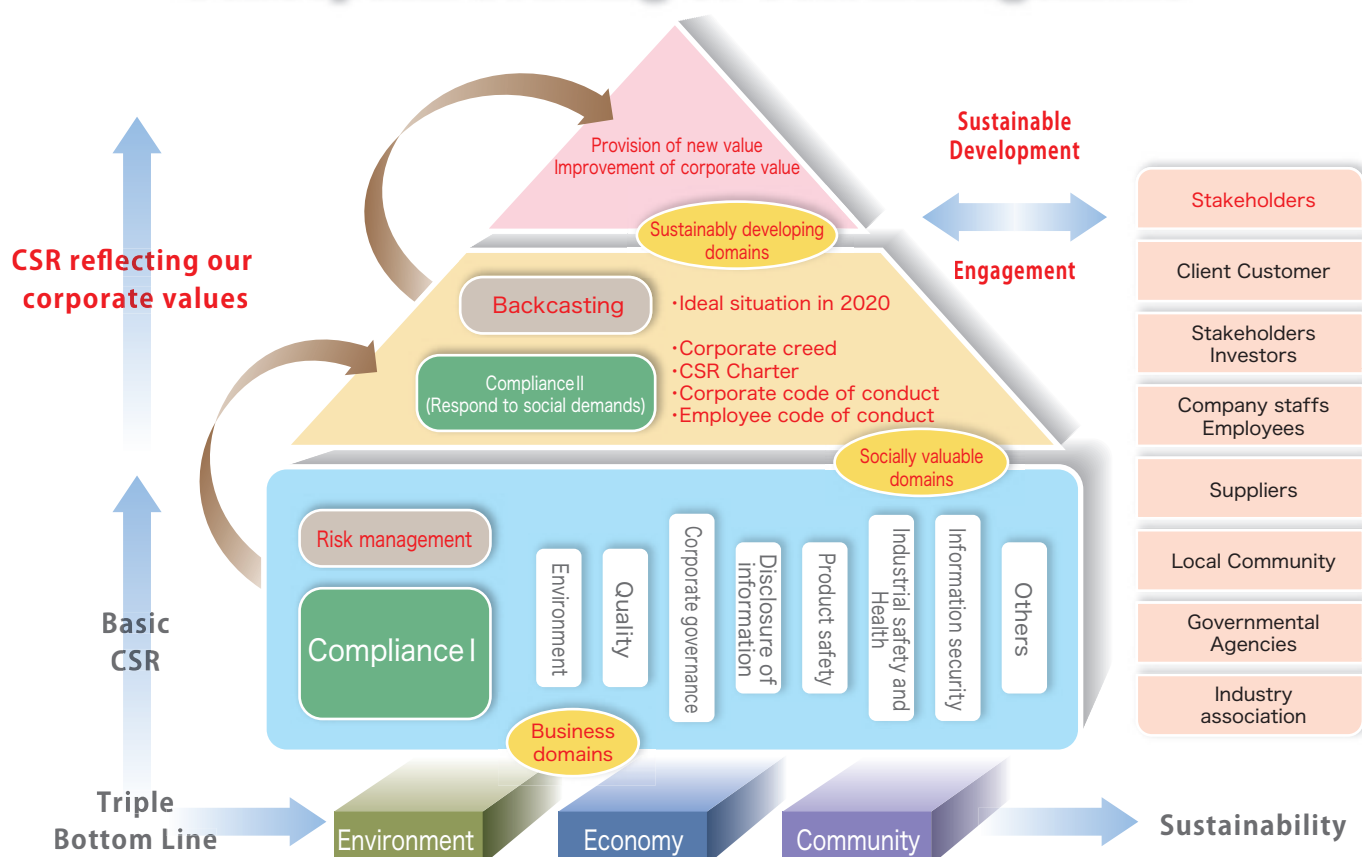 Provision of new value
Improvement of corporate value
Sustainable
Development
Engagement
Sustainably developing
domains
CSR reflecting our
corporate values
Backcasting
・Ideal situation in 2020
ComplianceⅡ
(Respond to social demands)
・Corporate creed
・CSR Charter
・Corporate code of conduct
・Employee code of conduct
Socially valuable
domains
Basic
CSR
Risk management
ComplianceⅠ
Environment
Quality
Corporate governance
Disclosure of
information
Product safety
Industrial safety and
Health
Information security
Others
Business
domains
Stakeholders
Client Customer
Stakeholders
Investors
Company staffs
Employees
Suppliers
Local Community
Governmental
Agencies
Industry
association
Triple
Bottom Line
Environment
Economy
Community
Sustainability